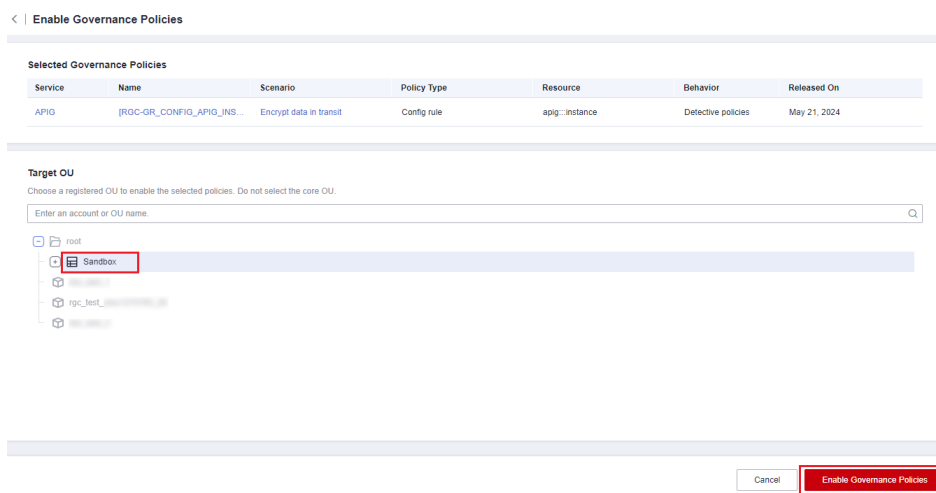 Enable Governance Policies
Selected Governance Policies
Service Name Scenario Policy Type Resource Behavior Released On
APIG [RGC-GR_CONFIG_APIG_INS... Encrypt data in transit Config rule apig:::instance Detective policies May 21, 2024
Target OU
Choose a registered OU to enable the selected policies. Do not select the core OU.
Enter an account or OU name.
root
Sandbox
rgc_test_
Cancel Enable Governance Policies